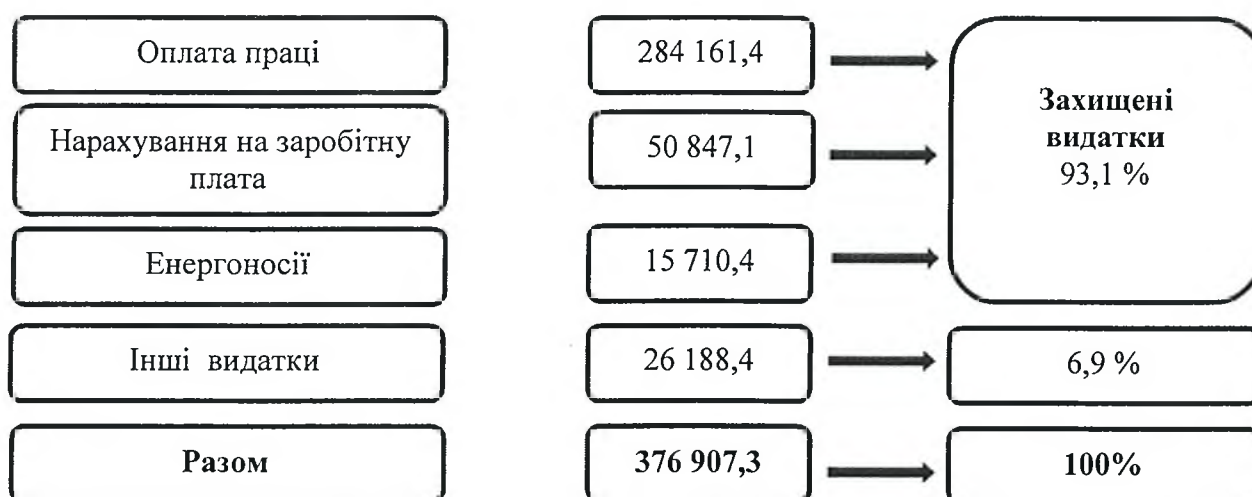 Оплата праці
284 161,4
Нарахування на заробітну
плата
50 847,1
Захищені
видатки
93,1 %
Енергоносії
15 710,4
Інші видатки
26 188,4
6,9 %
Разом
376 907,3
100%